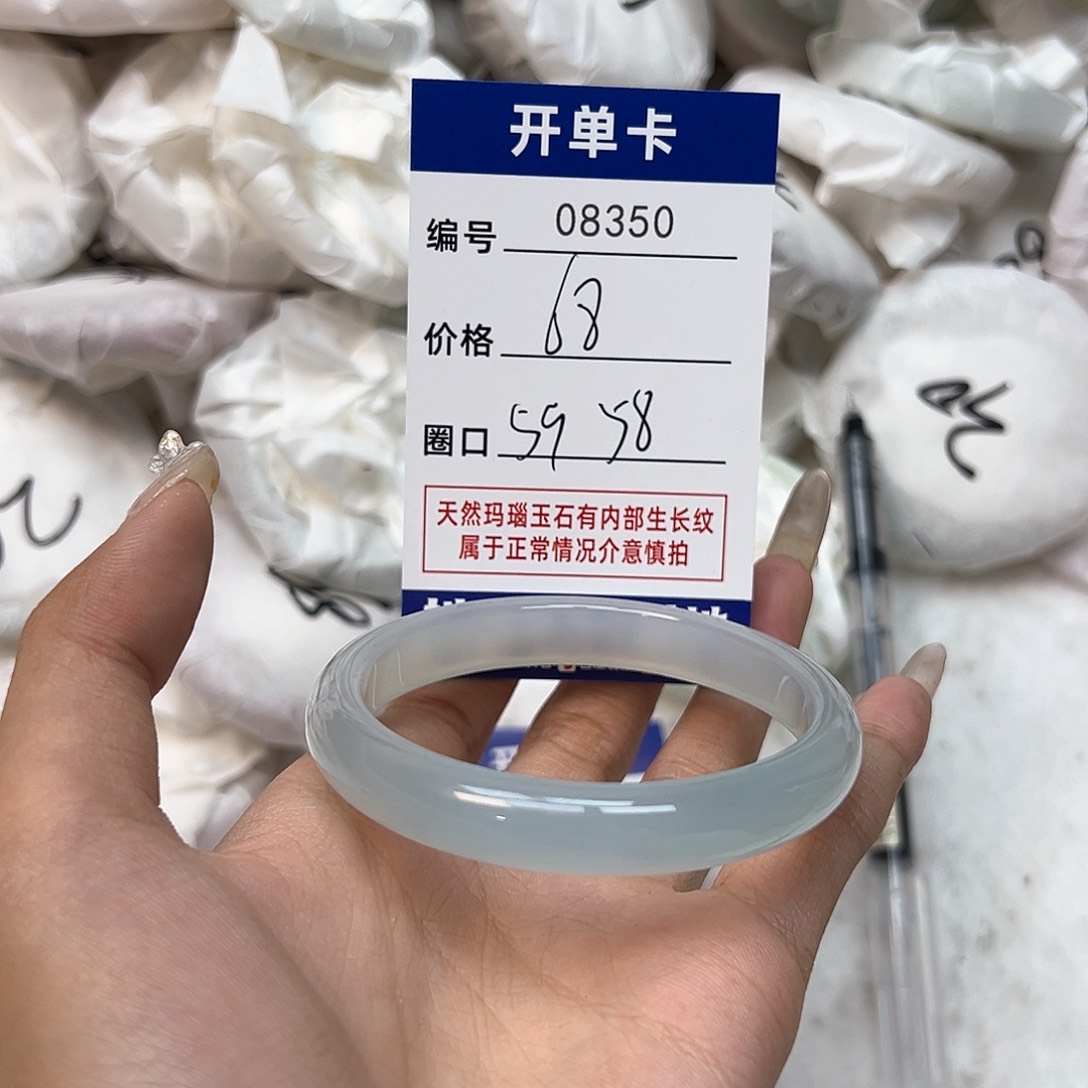 开单卡
编号 08350
价格 68
圈口 59 58
天然玛瑙玉石有内部生长纹
属于正常情况介意慎拍